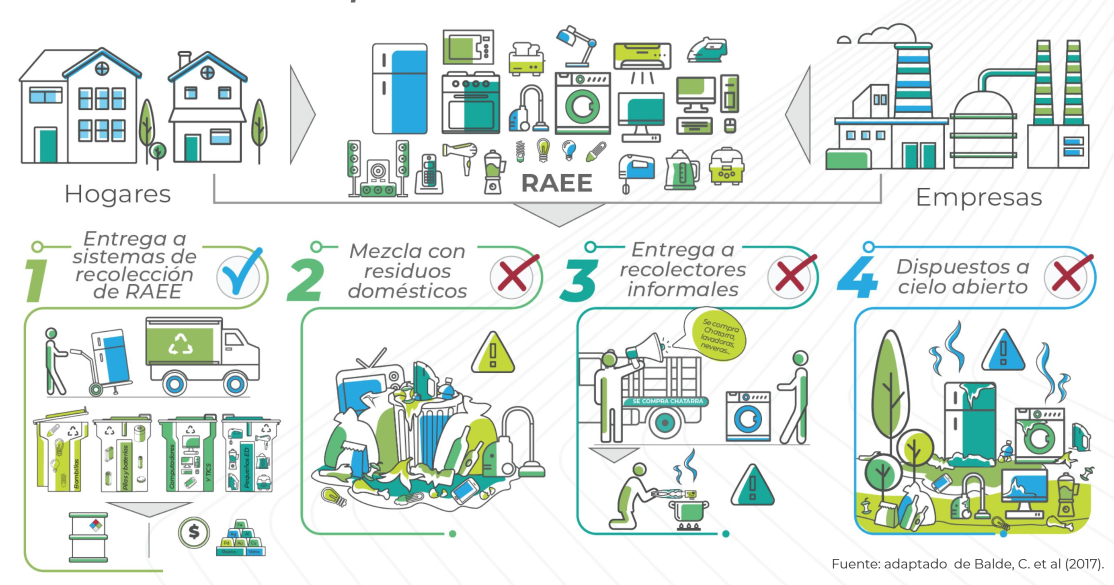 Hogares
RAEE
Empresas
1
Entrega a
sistemas de
recolección
de RAEE
2
Mezcla con
residuos
domésticos
3
Entrega a
recolectores
informales
4
Dispuestos a
cielo abierto
Se compra
Chatarra,
lavadoras,
neveras..
SE COMPRA CHATARRA
Bombillas
Pilas y baterías
Computadoras
y TICS
Pequeños ED
$
Fuente: adaptado de Balde, C. et al (2017).